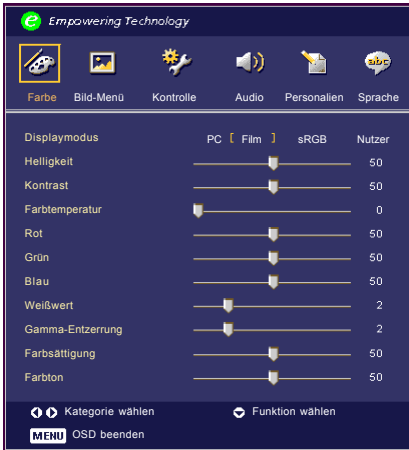 e Empowering Technology
Farbe Bild-Menü Kontrolle Audio Personalien Sprache
abc
Displaymodus PC [ Film ] sRGB Nutzer
Helligkeit 50
Kontrast 50
Farbtemperatur 0
Rot 50
Grün 50
Blau 50
Weißwert 2
Gamma-Entzerrung 2
Farbsättigung 50
Farbton 50
Kategorie wählen Funktion wählen
MENU OSD beenden